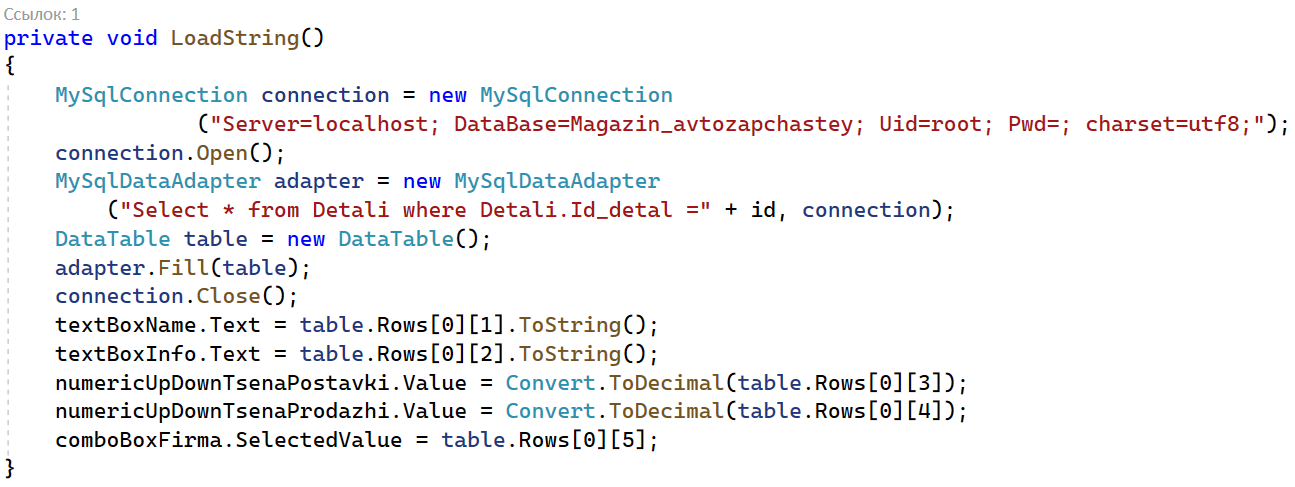 Ссылок: 1
private void LoadString()
{
    MySqlConnection connection = new MySqlConnection
           ("Server=localhost; DataBase=Magazin_avtozapchastey; Uid=root; Pwd=; charset=utf8;");
    connection.Open();
    MySqlDataAdapter adapter = new MySqlDataAdapter
        ("Select * from Detali where Detali.Id_detal =" + id, connection);
    DataTable table = new DataTable();
    adapter.Fill(table);
    connection.Close();
    textBoxName.Text = table.Rows[0][1].ToString();
    textBoxInfo.Text = table.Rows[0][2].ToString();
    numericUpDownTsenaPostavki.Value = Convert.ToDecimal(table.Rows[0][3]);
    numericUpDownTsenaProdazhi.Value = Convert.ToDecimal(table.Rows[0][4]);
    comboBoxFirma.SelectedValue = table.Rows[0][5];
}